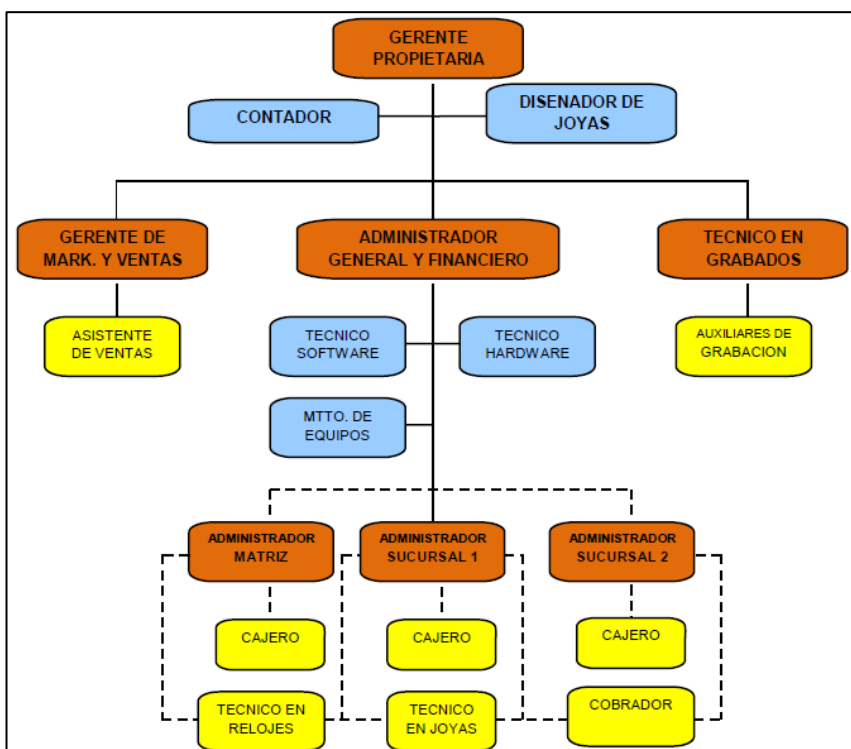 GERENTE
PROPIETARIA
CONTADOR
DISENADOR DE
JOYAS
GERENTE DE
MARK. Y VENTAS
ADMINISTRADOR
GENERAL Y FINANCIERO
TECNICO EN
GRABADOS
ASISTENTE
DE VENTAS
TECNICO
SOFTWARE
TECNICO
HARDWARE
AUXILIARES DE
GRABACION
MTTO. DE
EQUIPOS
ADMINISTRADOR
MATRIZ
ADMINISTRADOR
SUCURSAL 1
ADMINISTRADOR
SUCURSAL 2
CAJERO
CAJERO
CAJERO
TECNICO EN
RELOJES
TECNICO
EN JOYAS
COBRADOR